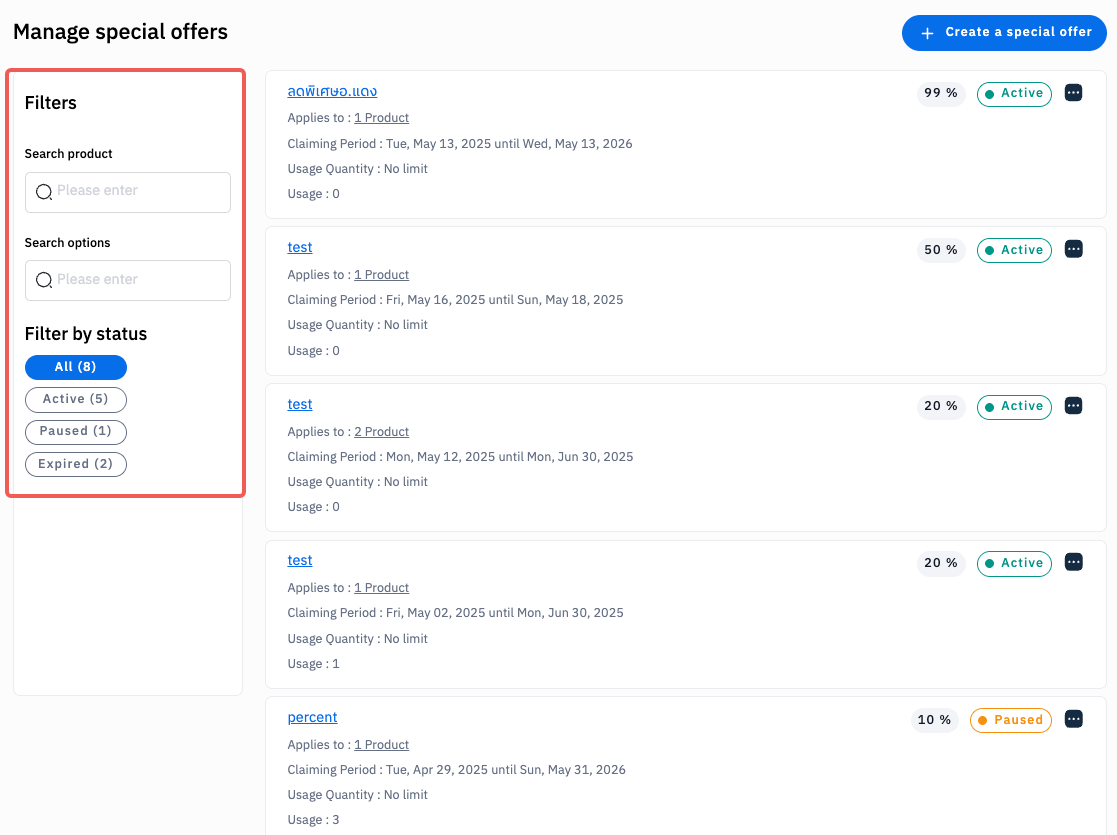 Manage special offers
+ Create a special offer
Filters
Search product
Please enter
Search options
Please enter
Filter by status
All (8)
Active (5)
Paused (1)
Expired (2)
ลดพิเศษอ.แดง
99 %
Active
Applies to : 1 Product
Claiming Period : Tue, May 13, 2025 until Wed, May 13, 2026
Usage Quantity : No limit
Usage : 0
test
50 %
Active
Applies to : 1 Product
Claiming Period : Fri, May 16, 2025 until Sun, May 18, 2025
Usage Quantity : No limit
Usage : 0
test
20 %
Active
Applies to : 2 Product
Claiming Period : Mon, May 12, 2025 until Mon, Jun 30, 2025
Usage Quantity : No limit
Usage : 0
test
20 %
Active
Applies to : 1 Product
Claiming Period : Fri, May 02, 2025 until Mon, Jun 30, 2025
Usage Quantity : No limit
Usage : 1
percent
10 %
Paused
Applies to : 1 Product
Claiming Period : Tue, Apr 29, 2025 until Sun, May 31, 2026
Usage Quantity : No limit
Usage : 3